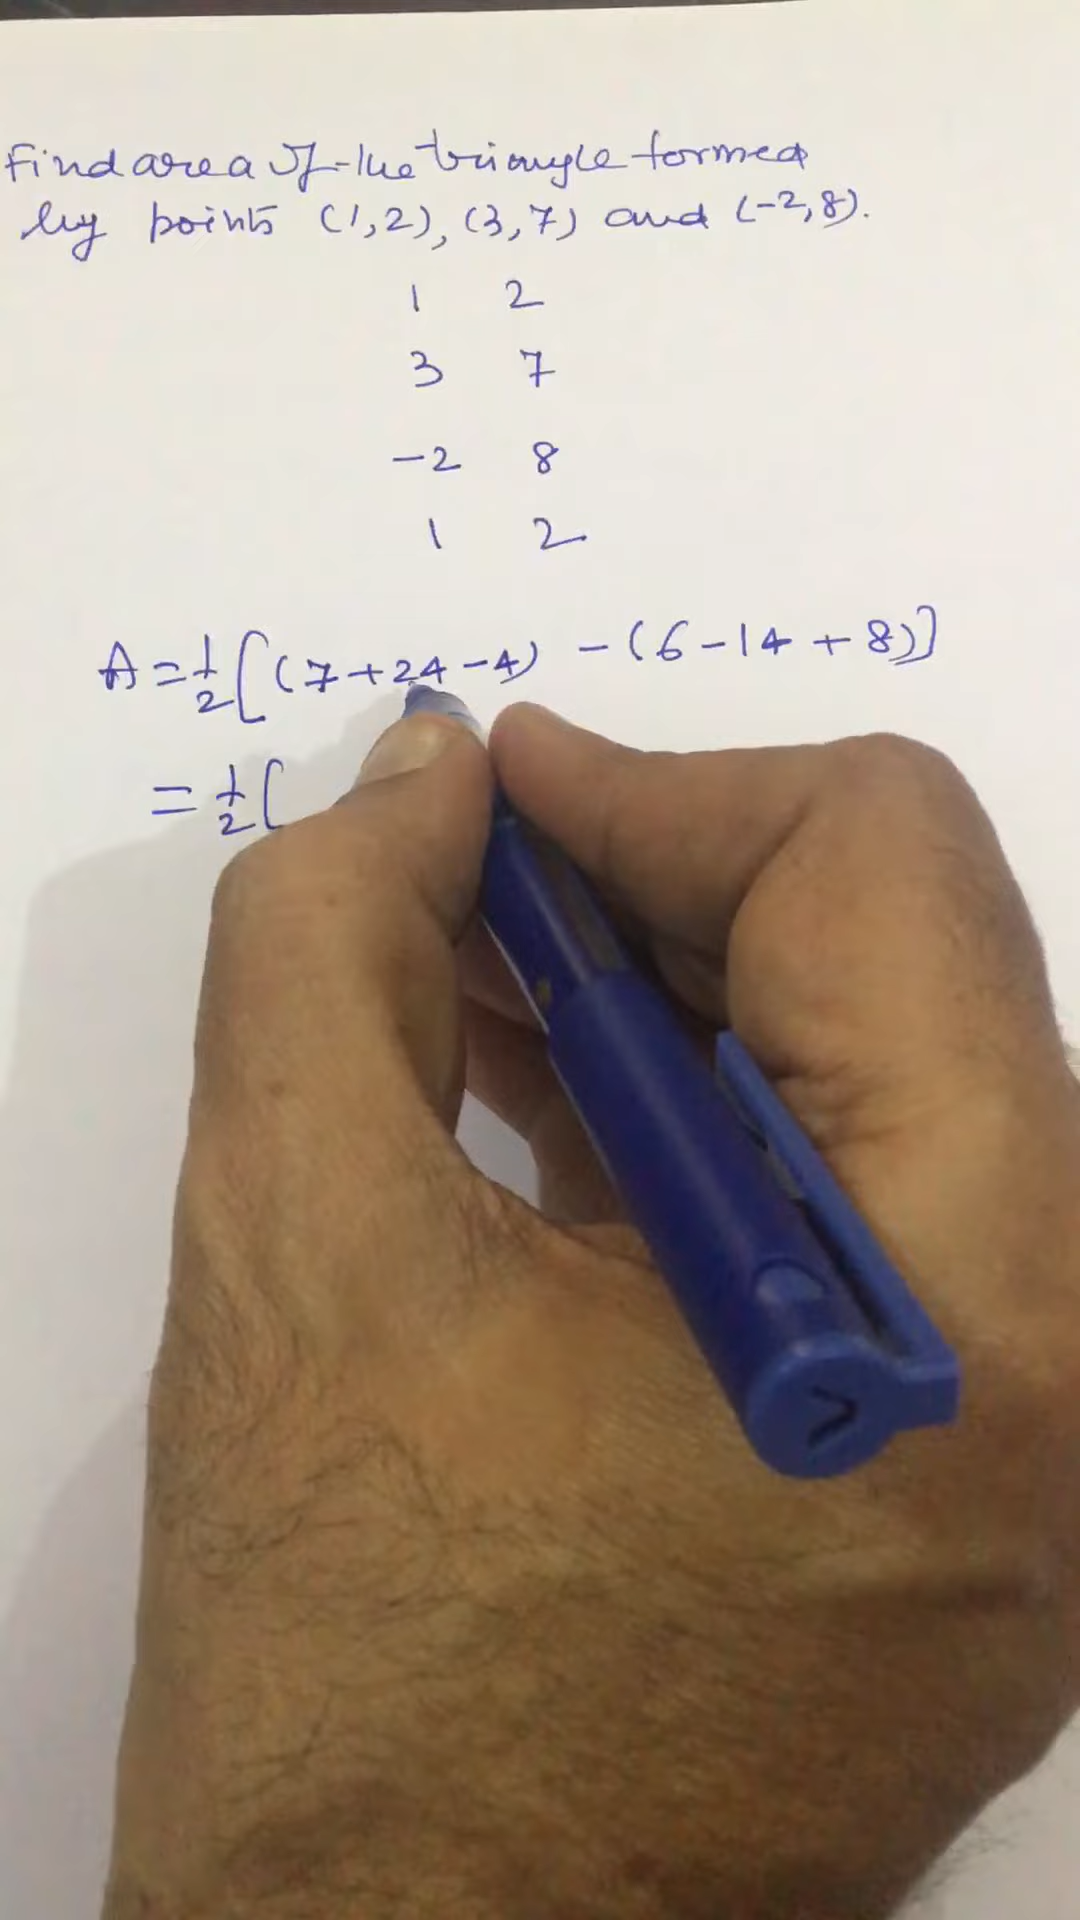 Find area of the triangle formed
by points (1,2), (3,7) and (-2,8).
1 2
3 7
-2 8
1 2
A = 1/2 [(7+24-4) - (6-14+8)]
= 1/2 [